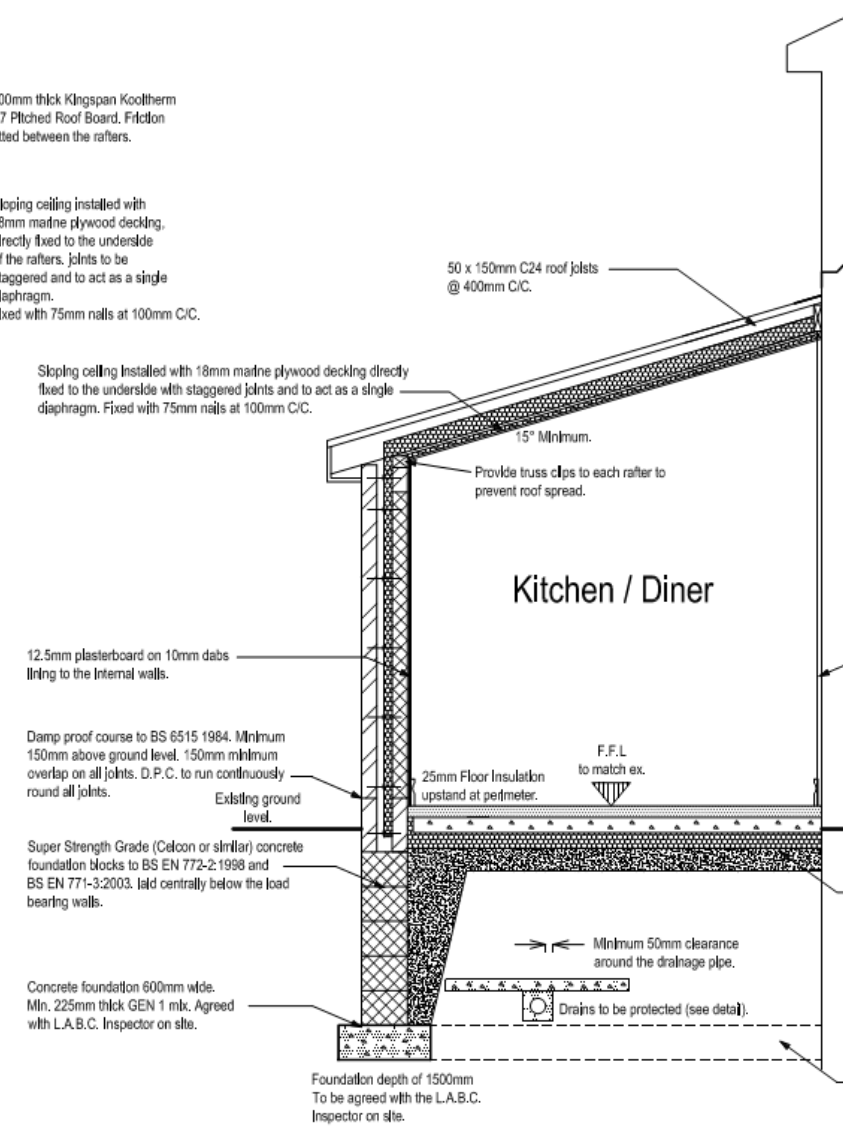 00mm thick Kingspan Kooltherm
7 Pitched Roof Board. Friction
tted between the rafters.
loping ceiling installed with
8mm marine plywood decking,
irectly fixed to the underside
f the rafters. joints to be
taggered and to act as a single
iaphragm.
ixed with 75mm nails at 100mm C/C.
50 x 150mm C24 roof joists
@ 400mm C/C.
Sloping ceiling installed with 18mm marine plywood decking directly
fixed to the underside with staggered joints and to act as a single
diaphragm. Fixed with 75mm nails at 100mm C/C.
15° Minimum.
Provide truss clips to each rafter to
prevent roof spread.
Kitchen / Diner
12.5mm plasterboard on 10mm dabs
lining to the internal walls.
Damp proof course to BS 6515 1984. Minimum
150mm above ground level. 150mm minimum
overlap on all joints. D.P.C. to run continuously
round all joints.
F.F.L
to match ex.
25mm Floor Insulation
upstand at perimeter.
Existing ground
level.
Super Strength Grade (Celcon or similar) concrete
foundation blocks to BS EN 772-2:1998 and
BS EN 771-3:2003. laid centrally below the load
bearing walls.
Minimum 50mm clearance
around the drainage pipe.
Drains to be protected (see detail).
Concrete foundation 600mm wide.
Min. 225mm thick GEN 1 mix. Agreed
with L.A.B.C. Inspector on site.
Foundation depth of 1500mm
To be agreed with the L.A.B.C.
Inspector on site.